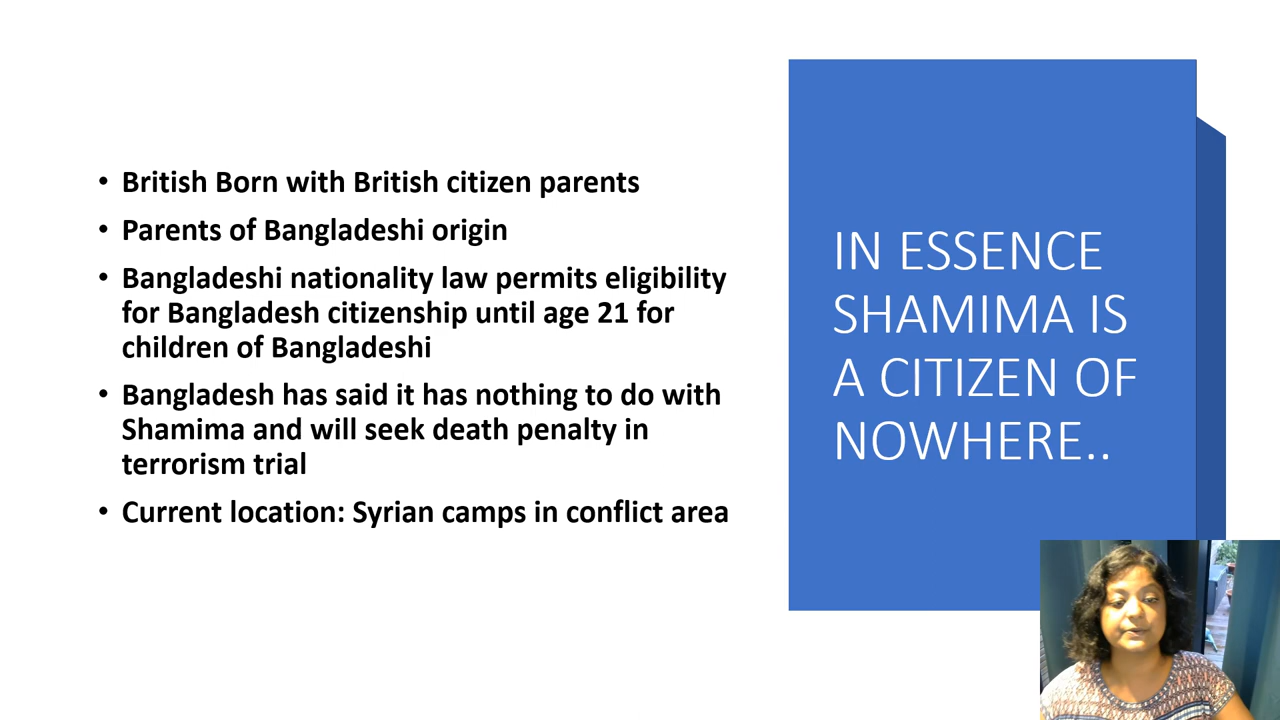 • British Born with British citizen parents
• Parents of Bangladeshi origin
• Bangladeshi nationality law permits eligibility
for Bangladesh citizenship until age 21 for
children of Bangladeshi
• Bangladesh has said it has nothing to do with
Shamima and will seek death penalty in
terrorism trial
• Current location: Syrian camps in conflict area
IN ESSENCE
SHAMIMA IS
A CITIZEN OF
NOWHERE..